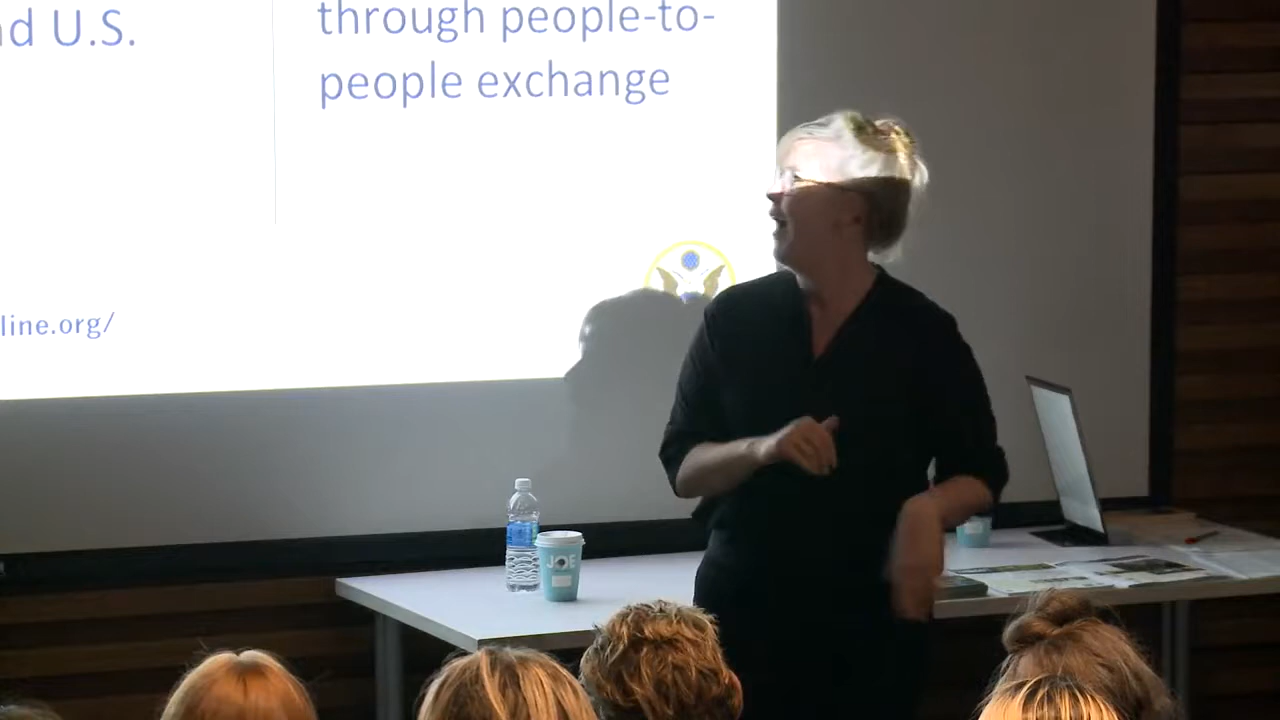 d U.S.
through people-to-
people exchange
line.org/
JOE